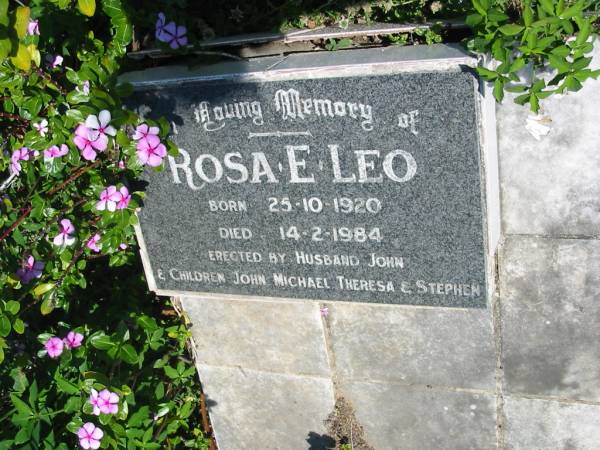 In Loving Memory of
ROSA·E·LEO
BORN 25-10-1920
DIED 14-2-1984
ERECTED BY HUSBAND JOHN
& CHILDREN JOHN MICHAEL THERESA & STEPHEN